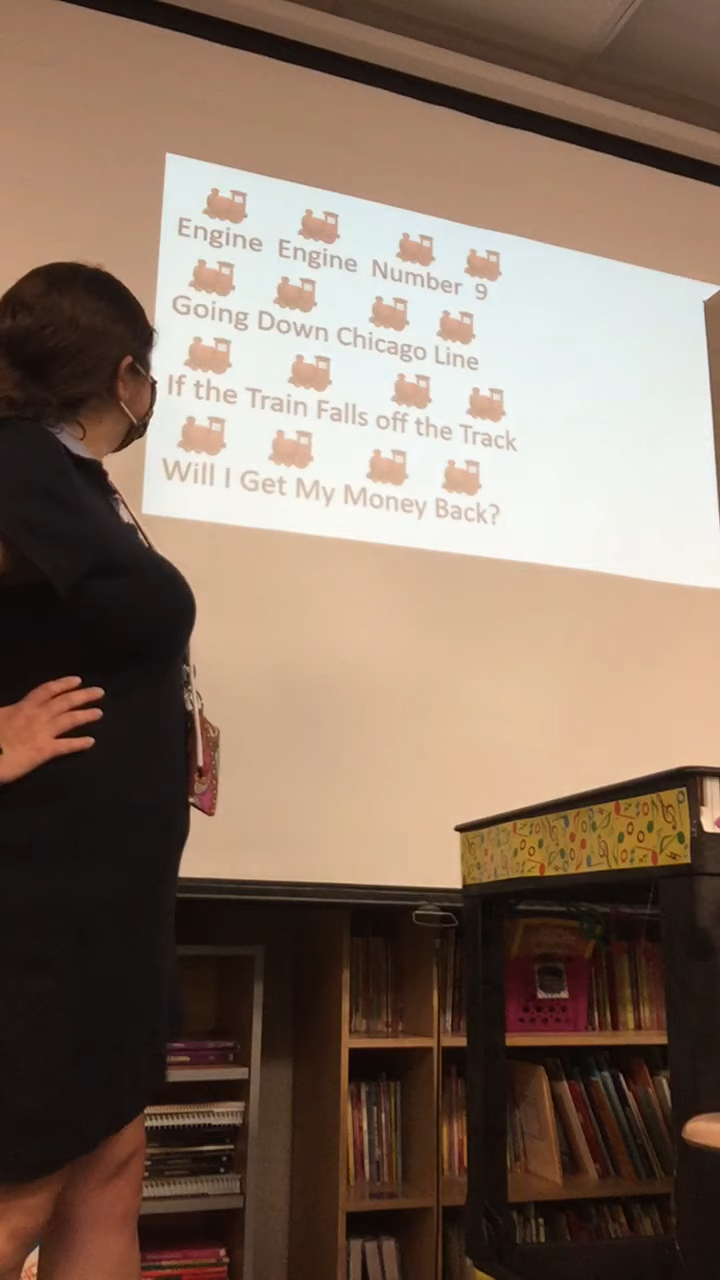 Engine Engine Number 9
Going Down Chicago Line
If the Train Falls off the Track
Will I Get My Money Back?